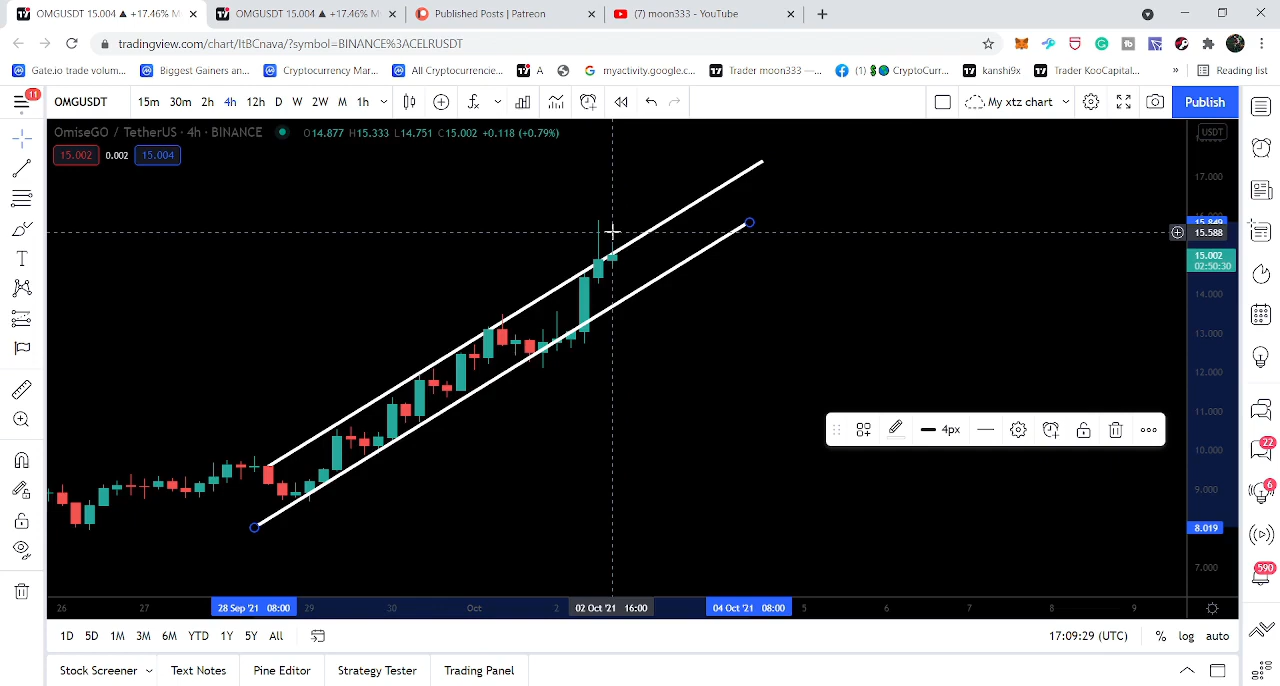 OMGUSDT 15.004 ▲ +17.46% M
OMGUSDT 15.004 ▲ +17.46% M
Published Posts | Patreon
(7) moon333 - YouTube
tradingview.com/chart/ItBCnava/?symbol=BINANCE%3ACELRUSDT
Gate.io trade volum...
Biggest Gainers an...
Cryptocurrency Mar...
All Cryptocurrencie...
A
myactivity.google.c...
Trader moon333 —...
(1) CryptoCurr...
kanshi9x
Trader KooCapital...
»
Reading list
11
OMGUSDT
15m 30m 2h 4h 12h D W 2W M 1h
My xtz chart
Publish
OmiseGO / TetherUS · 4h · BINANCE
O14.877 H15.333 L14.751 C15.002 +0.118 (+0.79%)
USDT
15.002 0.002 15.004
17.000
15.849
15.588
15.002
02:50:30
14.000
13.000
12.000
11.000
10.000
9.000
8.019
7.000
4px
22
6
590
26 27 28 Sep '21 08:00 29 30 Oct 2 02 Oct '21 16:00 04 Oct '21 08:00 5 6 7 8 9
1D 5D 1M 3M 6M YTD 1Y 5Y All
17:09:29 (UTC) % log auto
Stock Screener Text Notes Pine Editor Strategy Tester Trading Panel